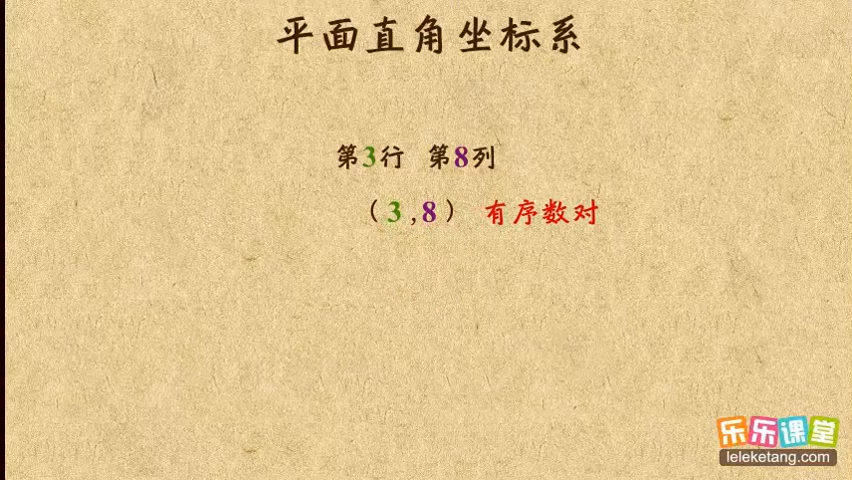 平面直角坐标系
第3行 第8列
(3,8) 有序数对
乐乐课堂
leleketang.com